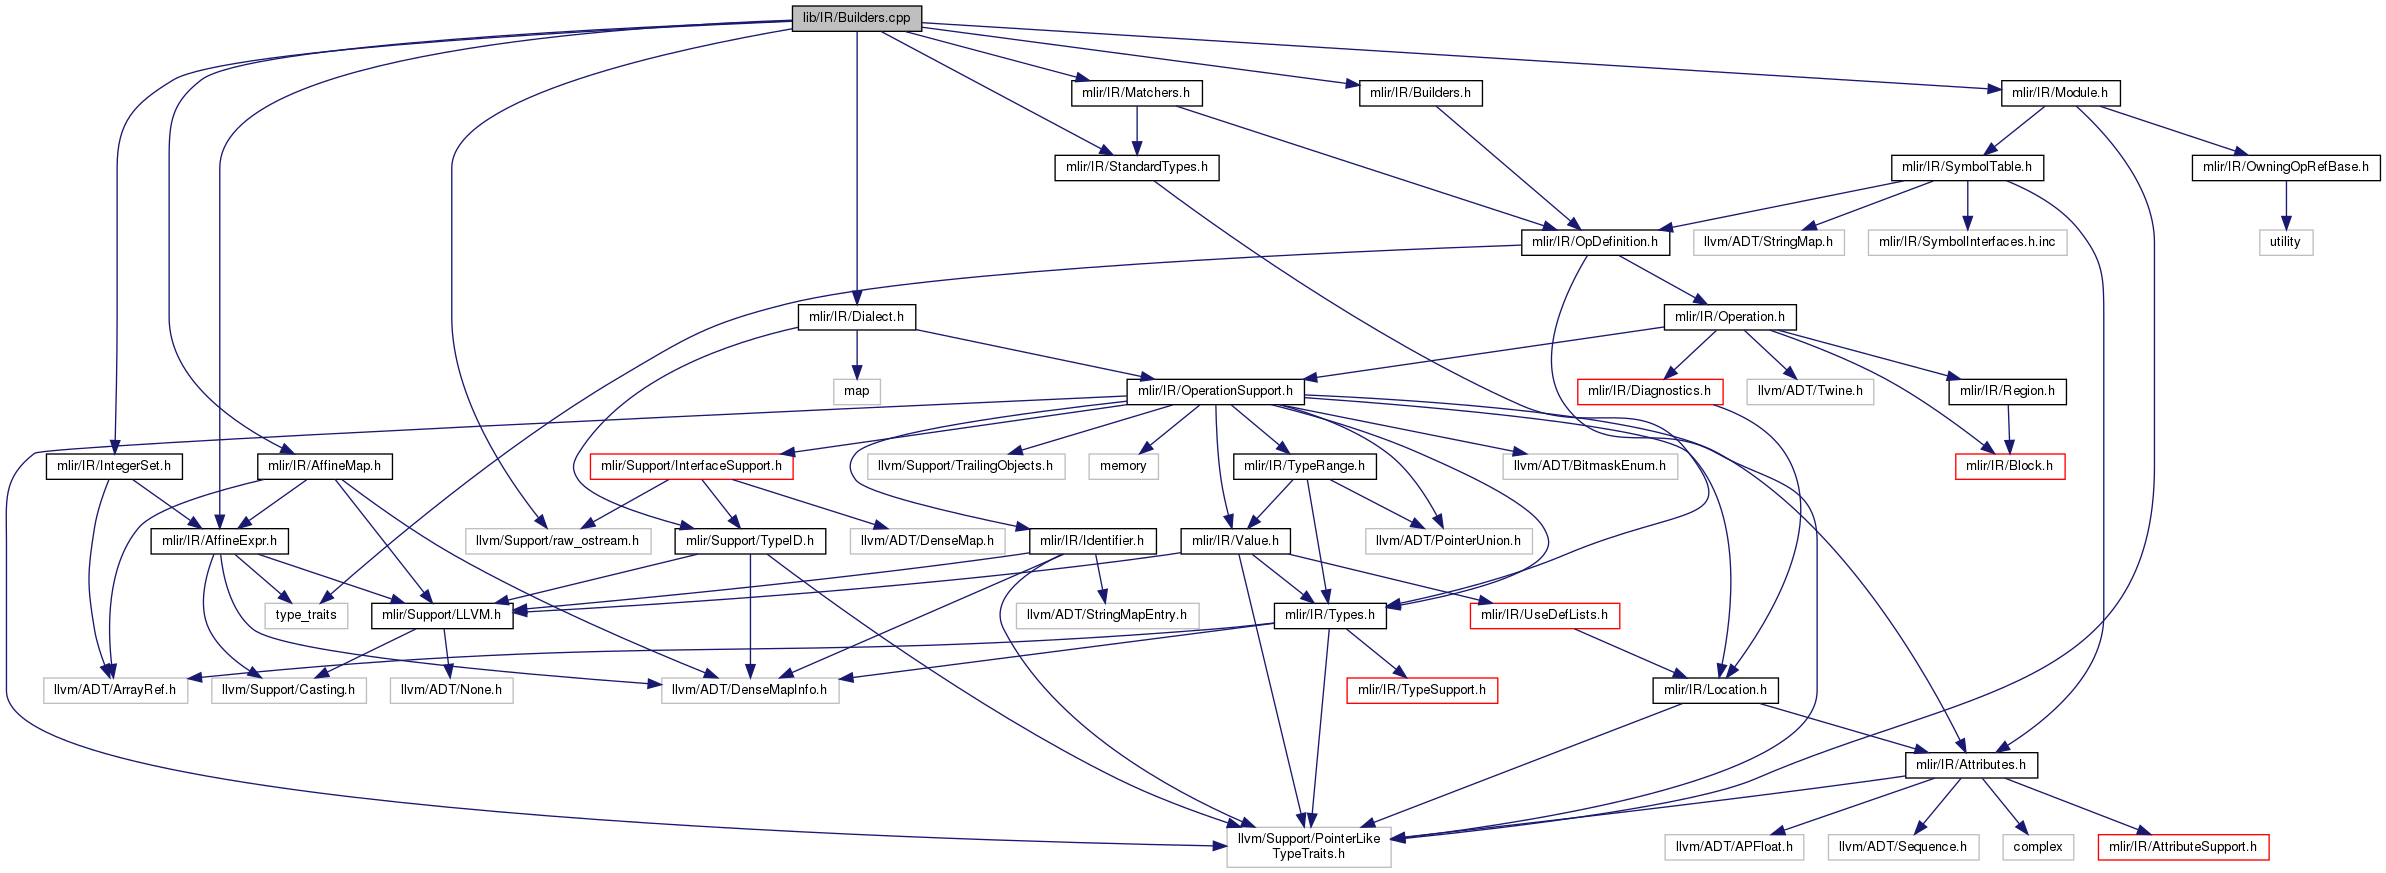 lib/IR/Builders.cpp
mlir/IR/Matchers.h
mlir/IR/Builders.h
mlir/IR/Module.h
mlir/IR/StandardTypes.h
mlir/IR/SymbolTable.h
mlir/IR/OwningOpRefBase.h
mlir/IR/OpDefinition.h
llvm/ADT/StringMap.h
mlir/IR/SymbolInterfaces.h.inc
utility
mlir/IR/Dialect.h
mlir/IR/Operation.h
map
mlir/IR/OperationSupport.h
mlir/IR/Diagnostics.h
llvm/ADT/Twine.h
mlir/IR/Region.h
mlir/IR/IntegerSet.h
mlir/IR/AffineMap.h
mlir/Support/InterfaceSupport.h
llvm/Support/TrailingObjects.h
memory
mlir/IR/TypeRange.h
llvm/ADT/BitmaskEnum.h
mlir/IR/Block.h
mlir/IR/AffineExpr.h
llvm/Support/raw_ostream.h
mlir/Support/TypeID.h
llvm/ADT/DenseMap.h
mlir/IR/Identifier.h
mlir/IR/Value.h
llvm/ADT/PointerUnion.h
type_traits
mlir/Support/LLVM.h
llvm/ADT/StringMapEntry.h
mlir/IR/Types.h
mlir/IR/UseDefLists.h
llvm/ADT/ArrayRef.h
llvm/Support/Casting.h
llvm/ADT/None.h
llvm/ADT/DenseMapInfo.h
mlir/IR/TypeSupport.h
mlir/IR/Location.h
mlir/IR/Attributes.h
llvm/Support/PointerLike
TypeTraits.h
llvm/ADT/APFloat.h
llvm/ADT/Sequence.h
complex
mlir/IR/AttributeSupport.h